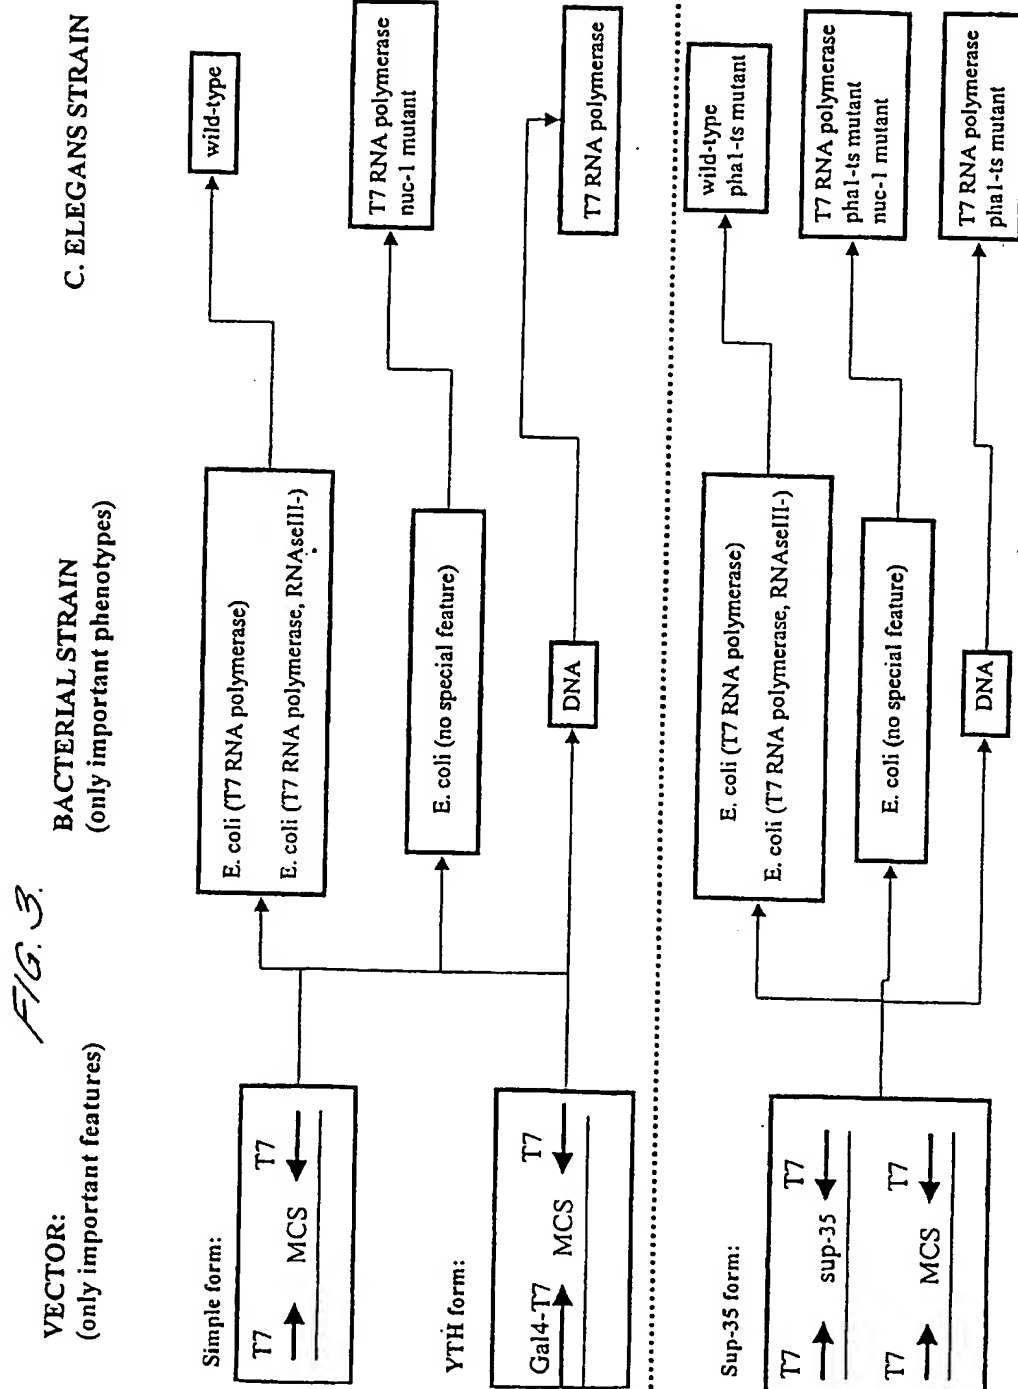 FIG. 3.
VECTOR:
(only important features)
BACTERIAL STRAIN
(only important phenotypes)
C. ELEGANS STRAIN
Simple form:
T7 T7
MCS
E. coli (T7 RNA polymerase)
E. coli (T7 RNA polymerase, RNAseIII-)
wild-type
E. coli (no special feature)
T7 RNA polymerase
nuc-1 mutant
YTH form:
Gal4-T7 T7
MCS
DNA
T7 RNA polymerase
Sup-35 form:
T7 T7
sup-35
T7 T7
MCS
E. coli (T7 RNA polymerase)
E. coli (T7 RNA polymerase, RNAseIII-)
wild-type
pha1-ts mutant
E. coli (no special feature)
T7 RNA polymerase
pha1-ts mutant
nuc-1 mutant
DNA
T7 RNA polymerase
pha1-ts mutant